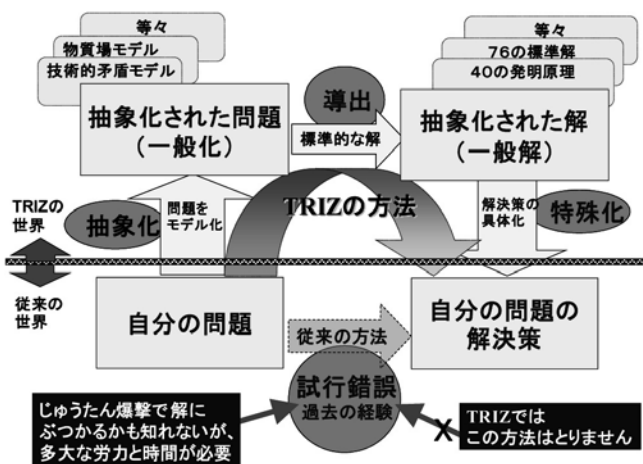 等々
物質場モデル
技術的矛盾モデル
抽象化された問題
(一般化)
導出
標準的な解
等々
76の標準解
40の発明原理
抽象化された解
(一般解)
TRIZの
世界
抽象化
問題を
モデル化
TRIZの方法
解決策の
具体化
特殊化
従来の
世界
自分の問題
従来の方法
自分の問題の
解決策
試行錯誤
過去の経験
じゅうたん爆撃で解に
ぶつかるかも知れないが、
多大な労力と時間が必要
X
TRIZでは
この方法はとりません